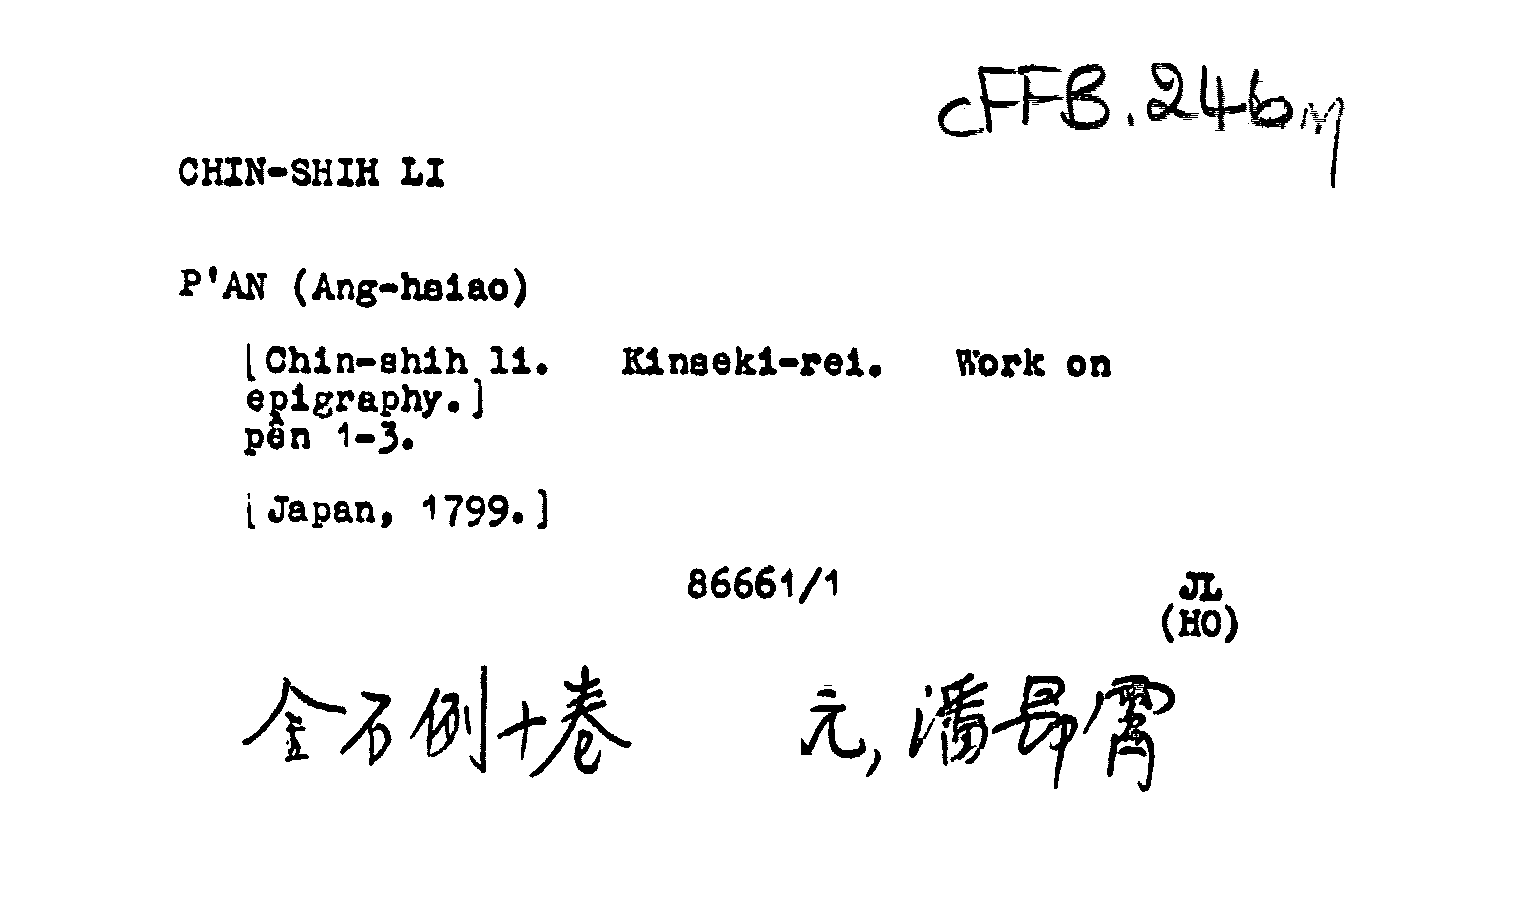 cFFB.246
CHIN-SHIH LI
P'AN (Ang-hsiao)
[Chin-shih li. Kinseki-rei. Work on
epigraphy.]
pên 1-3.
[Japan, 1799.]
86661/1
JL
(HO)
金石例十卷 元, 潘昂霄